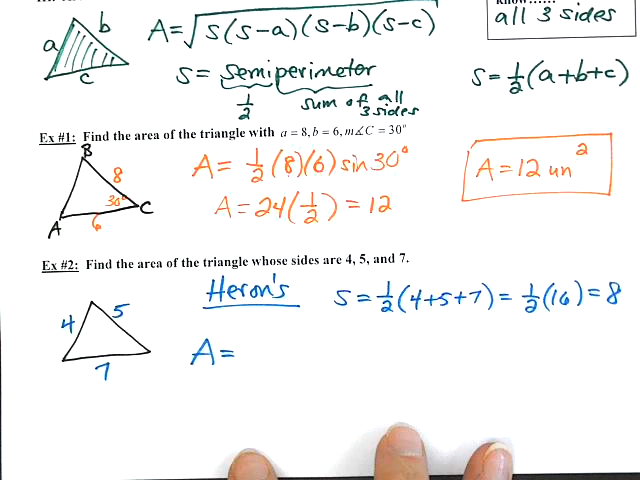 know......
all 3 sides
a b c
A = √s(s-a)(s-b)(s-c)
s = semiperimeter
1/2 sum of all 3 sides
s = 1/2(a+b+c)
Ex #1: Find the area of the triangle with a = 8, b = 6, m∡C = 30°
B
8
30°
C
A
6
A = 1/2(8)(6) sin 30°
A = 24(1/2) = 12
A = 12 un²
Ex #2: Find the area of the triangle whose sides are 4, 5, and 7.
Heron's
s = 1/2(4+5+7) = 1/2(16) = 8
4 5
7
A =